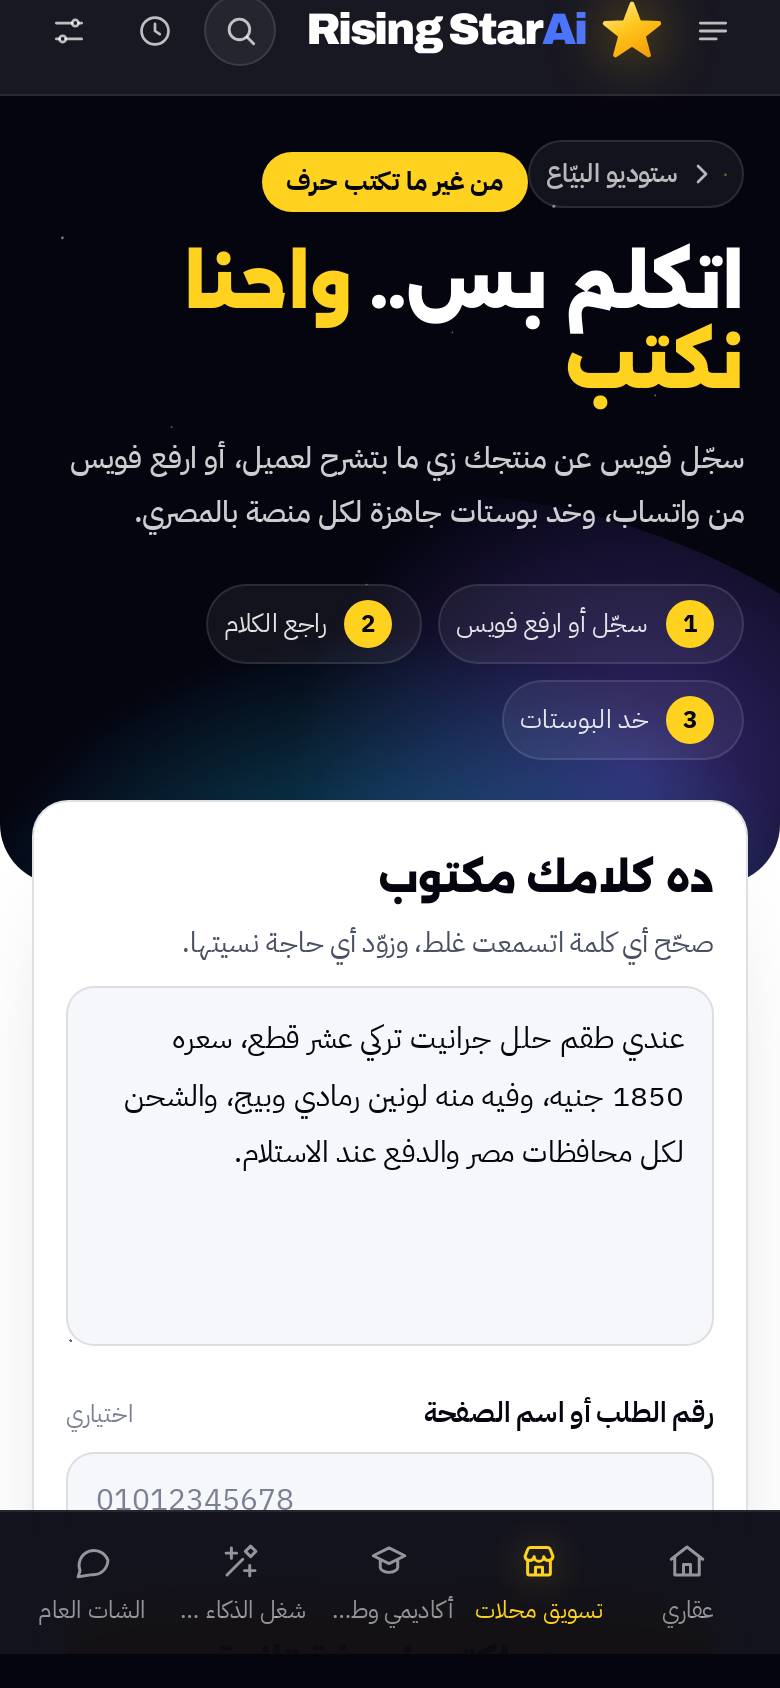 Rising StarAi
ستوديو البيّاع
من غير ما تكتب حرف
اتكلم بس.. واحنا
نكتب
سجّل فويس عن منتجك زي ما بتشرح لعميل، أو ارفع فويس
من واتساب، وخد بوستات جاهزة لكل منصة بالمصري.
1 سجّل أو ارفع فويس
2 راجع الكلام
3 خد البوستات
ده كلامك مكتوب
صحّح أي كلمة اتسمعت غلط، وزوّد أي حاجة نسيتها.
عندي طقم حلل جرانيت تركي عشر قطع، سعره
1850 جنيه، وفيه منه لونين رمادي وبيج، والشحن
لكل محافظات مصر والدفع عند الاستلام.
رقم الطلب أو اسم الصفحة
اختياري
01012345678
عقاري
تسويق محلات
أكاديمي وط...
شغل الذكاء ...
الشات العام